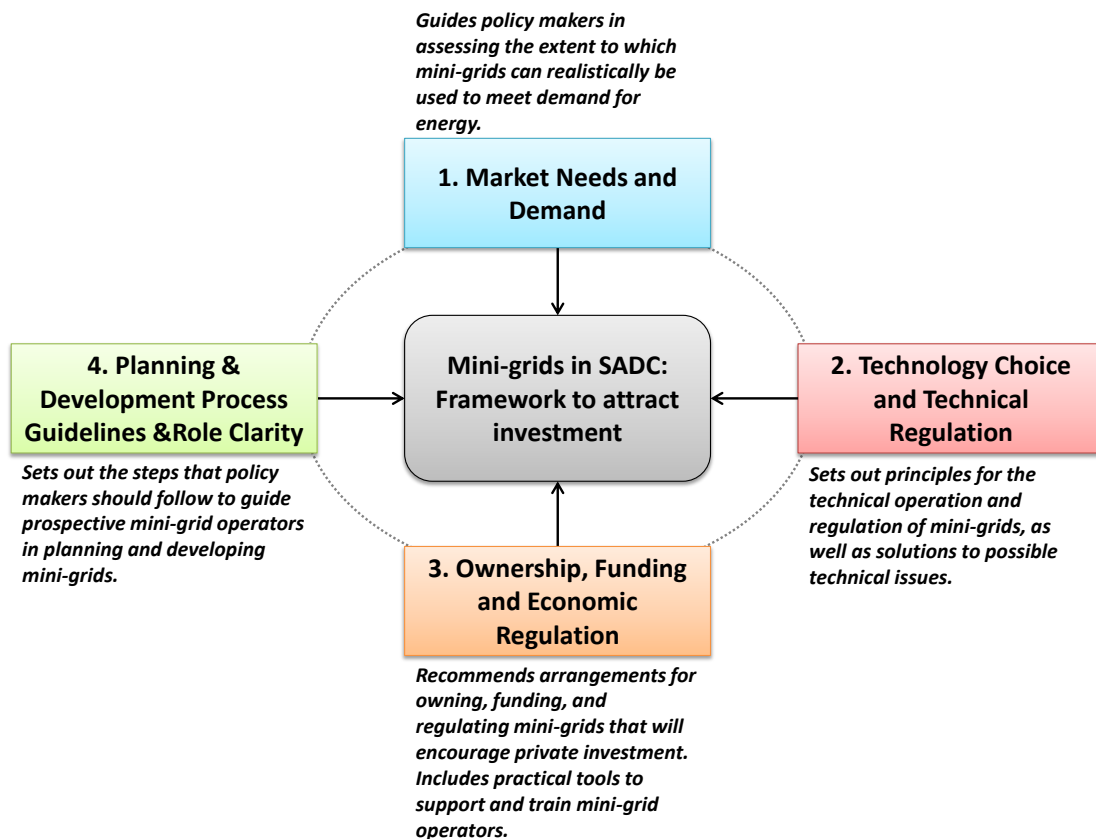 Guides policy makers in
assessing the extent to which
mini-grids can realistically be
used to meet demand for
energy.
1. Market Needs and
Demand
4. Planning &
Development Process
Guidelines &Role Clarity
Mini-grids in SADC:
Framework to attract
investment
2. Technology Choice
and Technical
Regulation
Sets out the steps that policy
makers should follow to guide
prospective mini-grid operators
in planning and developing
mini-grids.
Sets out principles for the
technical operation and
regulation of mini-grids, as
well as solutions to possible
technical issues.
3. Ownership, Funding
and Economic
Regulation
Recommends arrangements for
owning, funding, and
regulating mini-grids that will
encourage private investment.
Includes practical tools to
support and train mini-grid
operators.